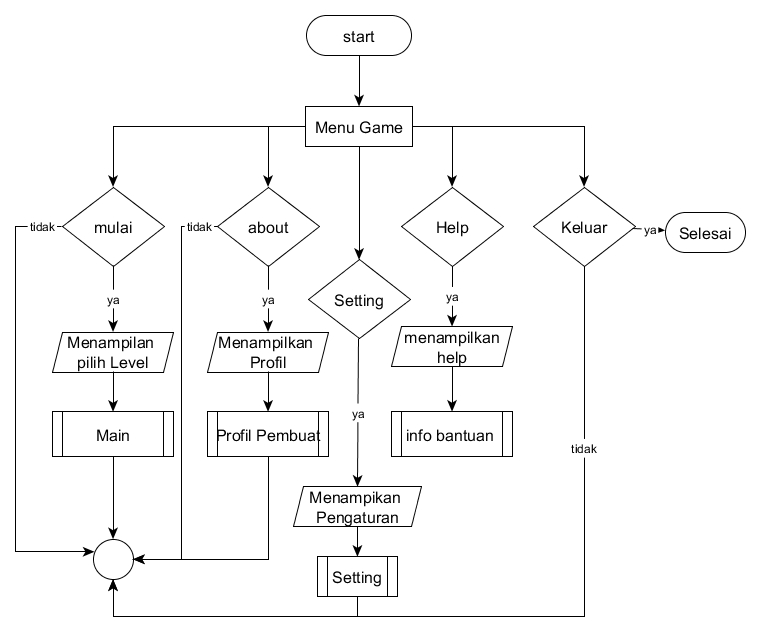 start
Menu Game
tidak
mulai
tidak
about
Help
Keluar
ya
Selesai
ya
ya
ya
Setting
Menampilan
pilih Level
Menampilkan
Profil
menampilkan
help
ya
Main
Profil Pembuat
info bantuan
tidak
Menampikan
Pengaturan
Setting